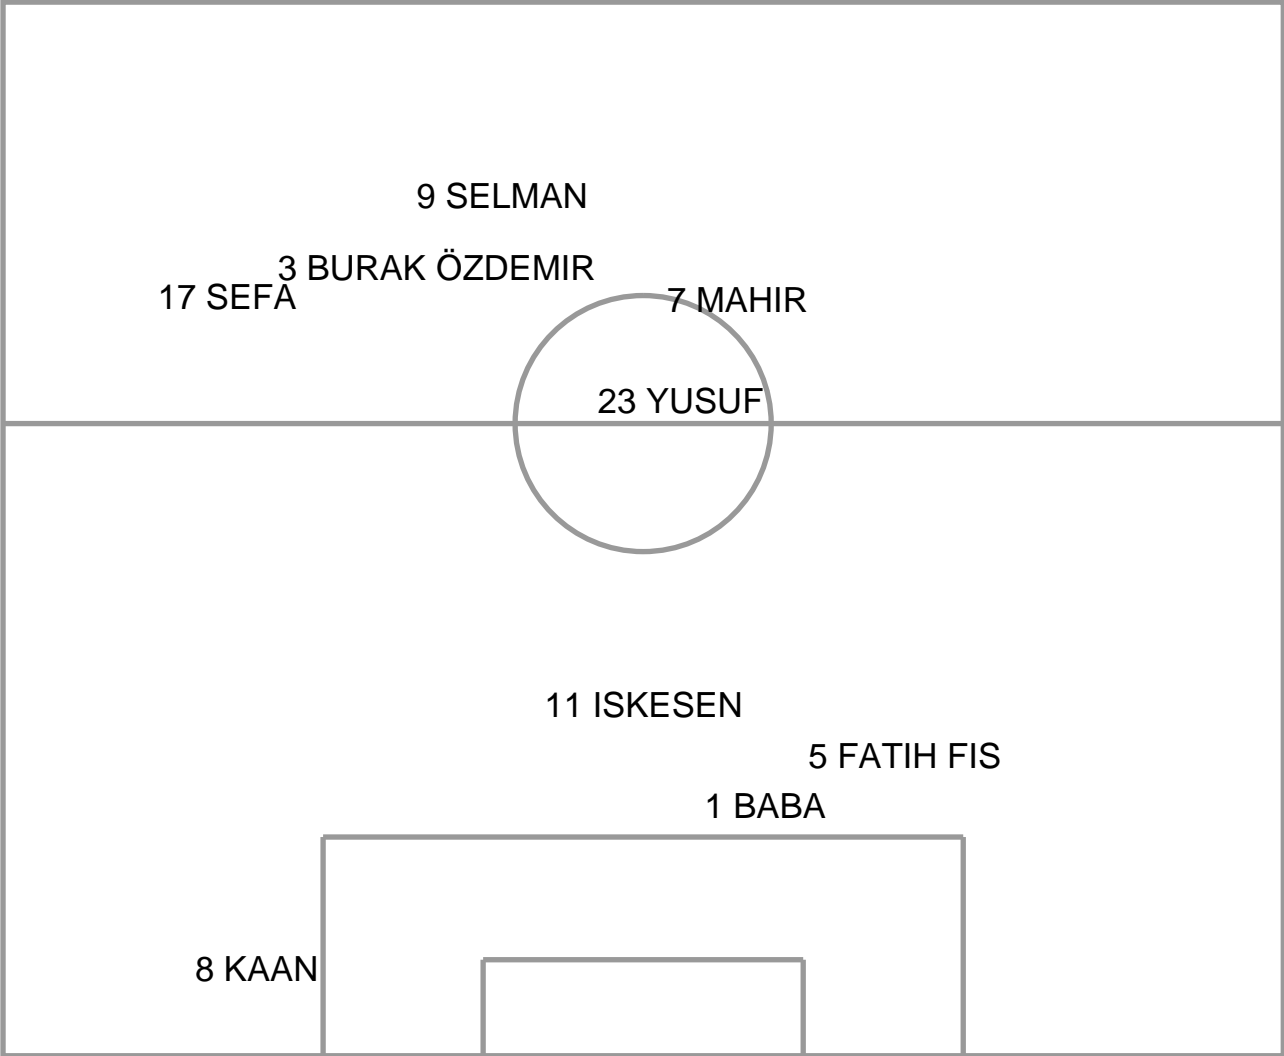 9 SELMAN
3 BURAK ÖZDEMIR
17 SEFA
7 MAHIR
23 YUSUF
11 ISKESEN
5 FATIH FIS
1 BABA
8 KAAN